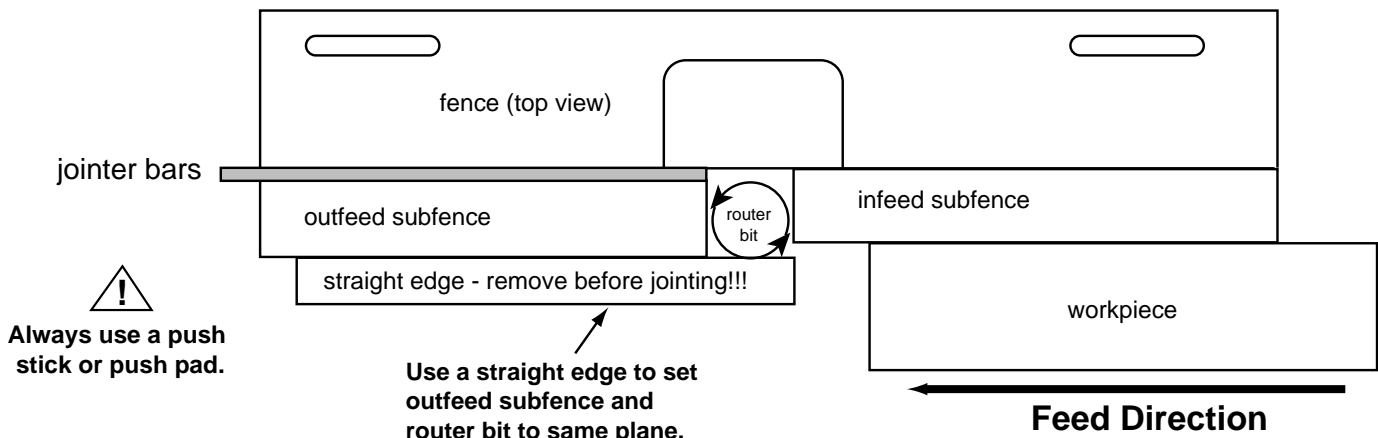 fence (top view)
jointer bars
outfeed subfence
router
bit
infeed subfence
straight edge - remove before jointing!!!
workpiece
!
Always use a push
stick or push pad.
Use a straight edge to set
outfeed subfence and
router bit to same plane.
Feed Direction